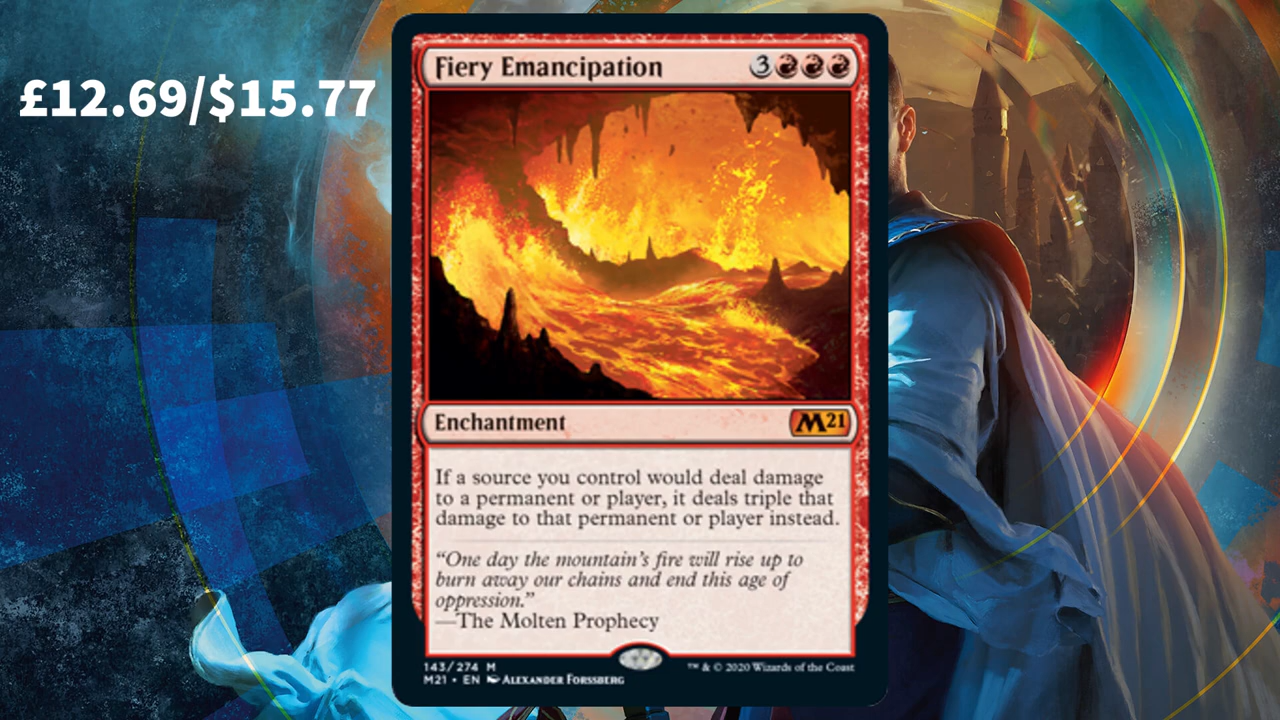 £12.69/$15.77
Fiery Emancipation 3
Enchantment M21
If a source you control would deal damage
to a permanent or player, it deals triple that
damage to that permanent or player instead.
“One day the mountain’s fire will rise up to
burn away our chains and end this age of
oppression.”
—The Molten Prophecy
143/274 M ™ & © 2020 Wizards of the Coast
M21 • EN Alexander Forssberg